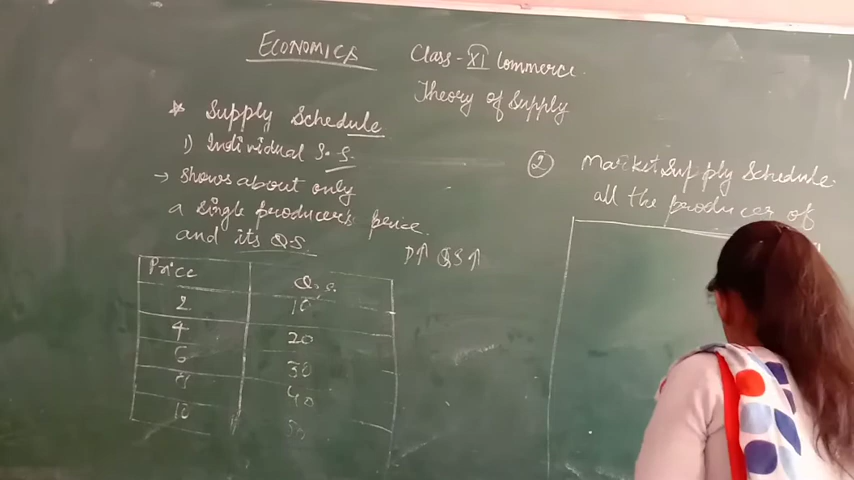 Economics
Class-XI Commerce
Theory of Supply
* Supply Schedule
1) Individual S.S.
→ Shows about only
a single producer's price
and its Q.S.
P↑ QS↑
Price Q.S.
2 10
4 20
6 30
8 40
10 50
② Market Supply Schedule
all the producer of